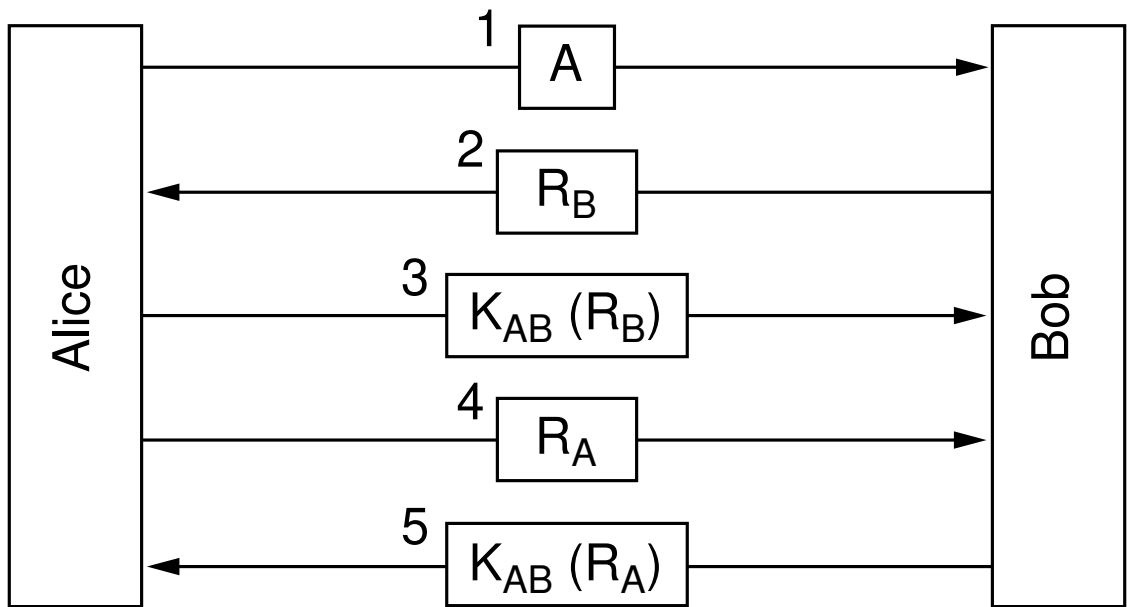 1 A
2 R_B
Alice
3 K_AB (R_B)
Bob
4 R_A
5 K_AB (R_A)